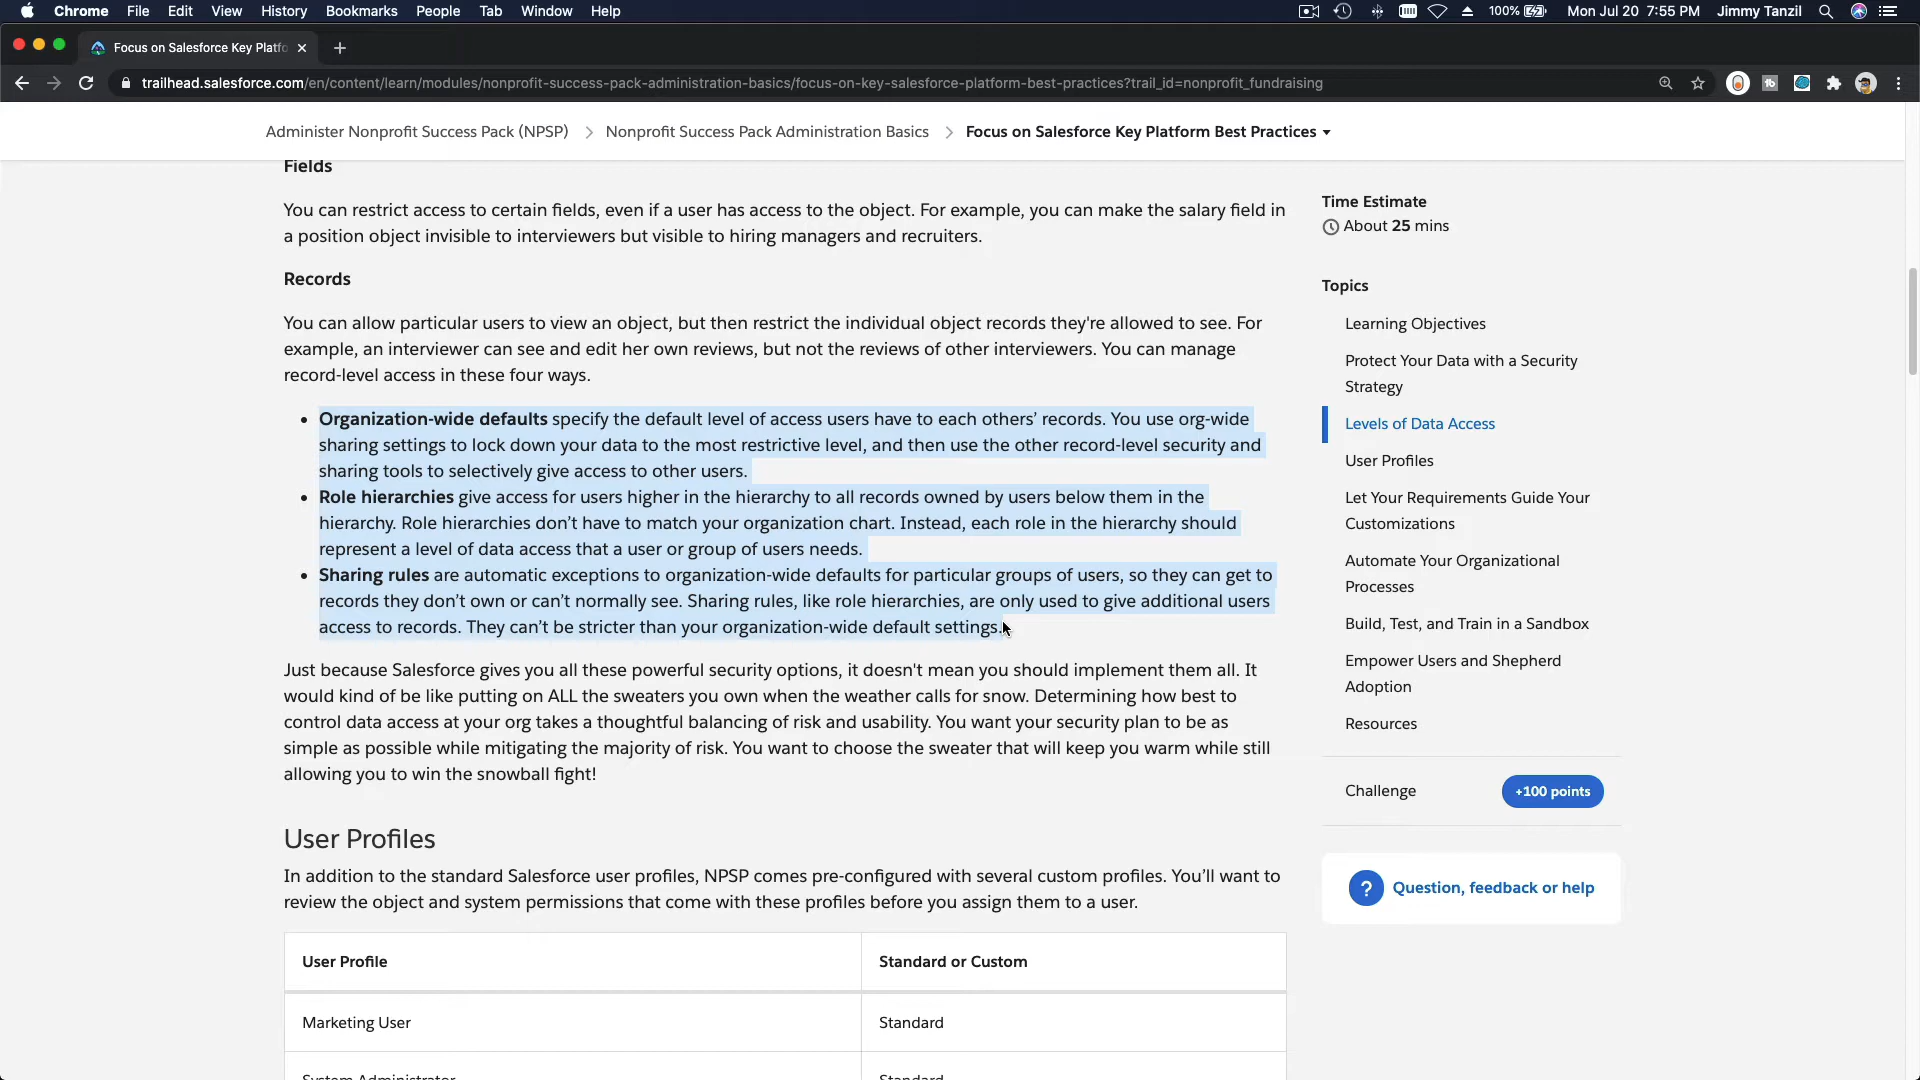 Chrome File Edit View History Bookmarks People Tab Window Help 100% Mon Jul 20 7:55 PM Jimmy Tanzil
Focus on Salesforce Key Platfo
trailhead.salesforce.com/en/content/learn/modules/nonprofit-success-pack-administration-basics/focus-on-key-salesforce-platform-best-practices?trail_id=nonprofit_fundraising
Administer Nonprofit Success Pack (NPSP) Nonprofit Success Pack Administration Basics Focus on Salesforce Key Platform Best Practices
Fields
You can restrict access to certain fields, even if a user has access to the object. For example, you can make the salary field in
a position object invisible to interviewers but visible to hiring managers and recruiters.
Records
You can allow particular users to view an object, but then restrict the individual object records they're allowed to see. For
example, an interviewer can see and edit her own reviews, but not the reviews of other interviewers. You can manage
record-level access in these four ways.
• Organization-wide defaults specify the default level of access users have to each others’ records. You use org-wide
sharing settings to lock down your data to the most restrictive level, and then use the other record-level security and
sharing tools to selectively give access to other users.
• Role hierarchies give access for users higher in the hierarchy to all records owned by users below them in the
hierarchy. Role hierarchies don’t have to match your organization chart. Instead, each role in the hierarchy should
represent a level of data access that a user or group of users needs.
• Sharing rules are automatic exceptions to organization-wide defaults for particular groups of users, so they can get to
records they don’t own or can’t normally see. Sharing rules, like role hierarchies, are only used to give additional users
access to records. They can’t be stricter than your organization-wide default settings.
Just because Salesforce gives you all these powerful security options, it doesn't mean you should implement them all. It
would kind of be like putting on ALL the sweaters you own when the weather calls for snow. Determining how best to
control data access at your org takes a thoughtful balancing of risk and usability. You want your security plan to be as
simple as possible while mitigating the majority of risk. You want to choose the sweater that will keep you warm while still
allowing you to win the snowball fight!
User Profiles
In addition to the standard Salesforce user profiles, NPSP comes pre-configured with several custom profiles. You’ll want to
review the object and system permissions that come with these profiles before you assign them to a user.
User Profile Standard or Custom
Marketing User Standard
System Administrator Standard
Time Estimate
About 25 mins
Topics
Learning Objectives
Protect Your Data with a Security
Strategy
Levels of Data Access
User Profiles
Let Your Requirements Guide Your
Customizations
Automate Your Organizational
Processes
Build, Test, and Train in a Sandbox
Empower Users and Shepherd
Adoption
Resources
Challenge +100 points
? Question, feedback or help